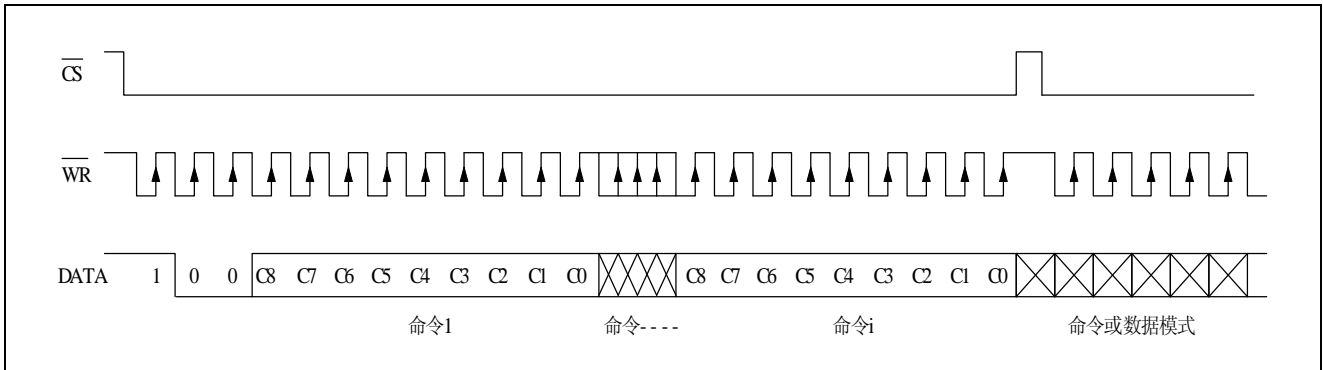 CS
WR
DATA 1 0 0 C8 C7 C6 C5 C4 C3 C2 C1 C0 C8 C7 C6 C5 C4 C3 C2 C1 C0
命令1 命令---- 命令i 命令或数据模式